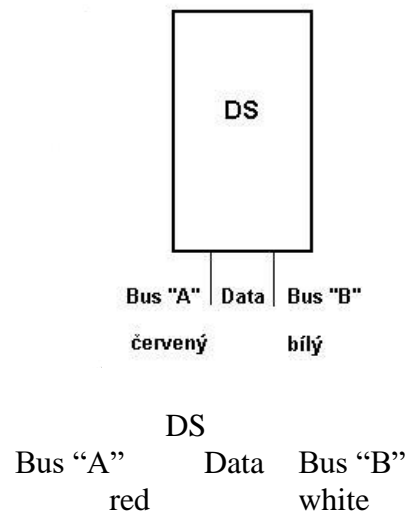 DS
Bus "A" Data Bus "B"
červený bílý
DS
Bus “A” Data Bus “B”
red white